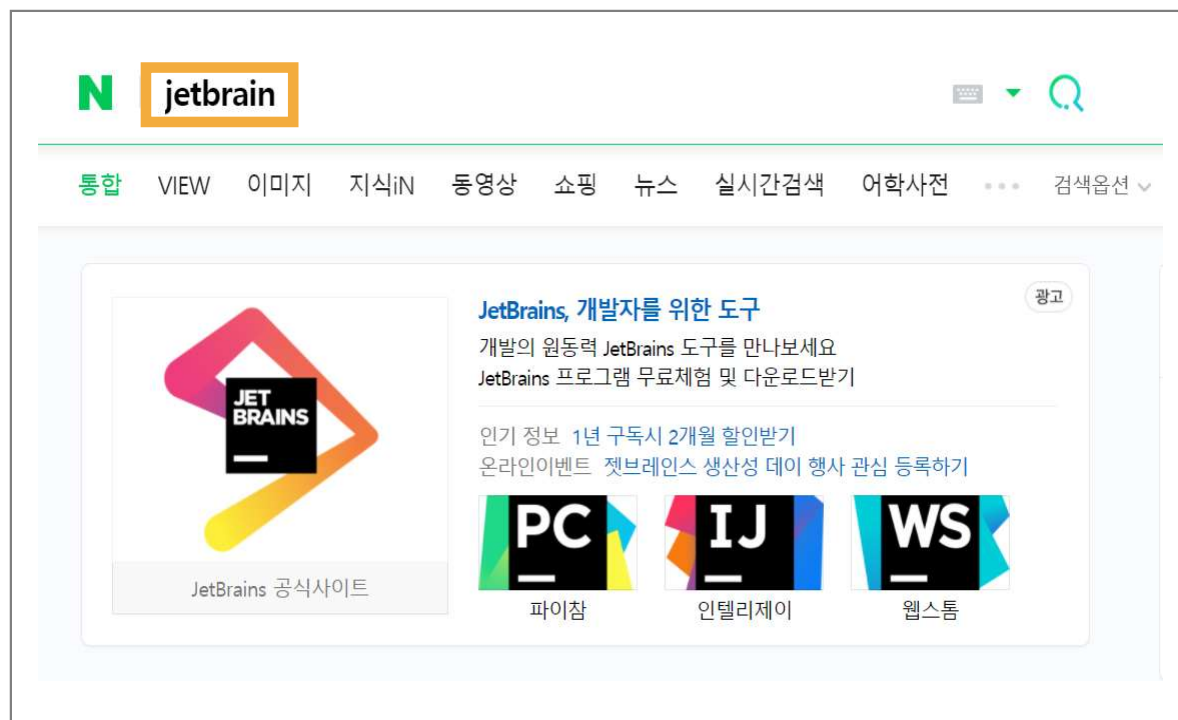 N jetbrain
통합 VIEW 이미지 지식iN 동영상 쇼핑 뉴스 실시간검색 어학사전 검색옵션
JET
BRAINS
JetBrains 공식사이트
JetBrains, 개발자를 위한 도구
광고
개발의 원동력 JetBrains 도구를 만나보세요
JetBrains 프로그램 무료체험 및 다운로드받기
인기 정보 1년 구독시 2개월 할인받기
온라인이벤트 젯브레인스 생산성 데이 행사 관심 등록하기
PC IJ WS
파이참 인텔리제이 웹스톰